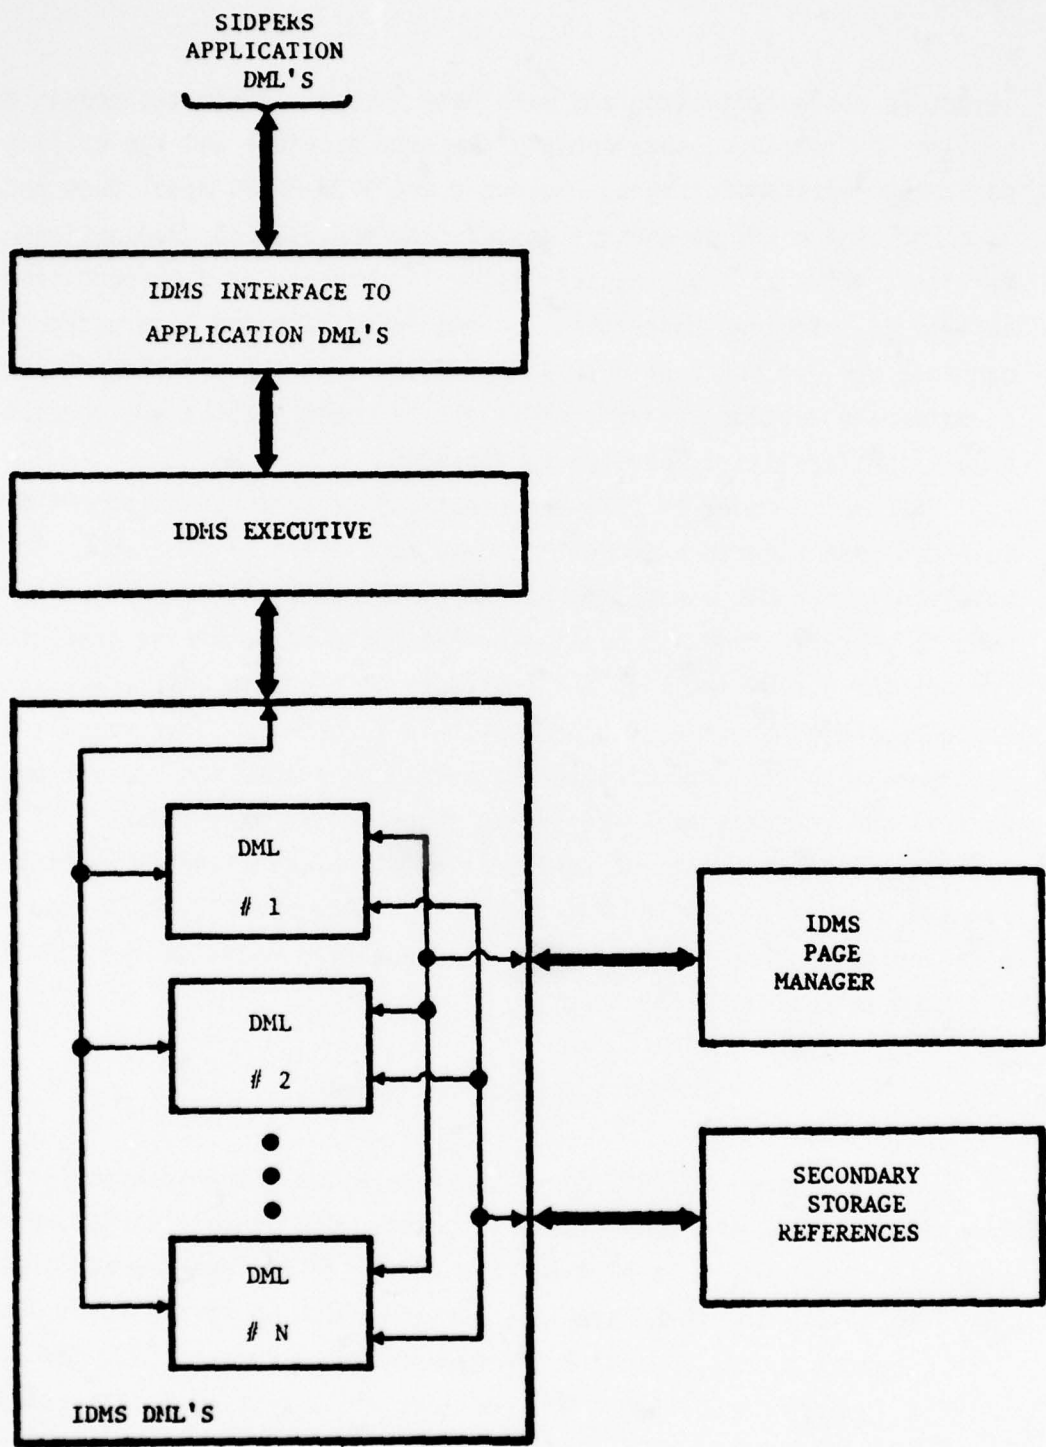 SIDPERS
APPLICATION
DML'S
IDMS INTERFACE TO
APPLICATION DML'S
IDMS EXECUTIVE
DML
# 1
DML
# 2
DML
# N
IDMS DML'S
IDMS
PAGE
MANAGER
SECONDARY
STORAGE
REFERENCES